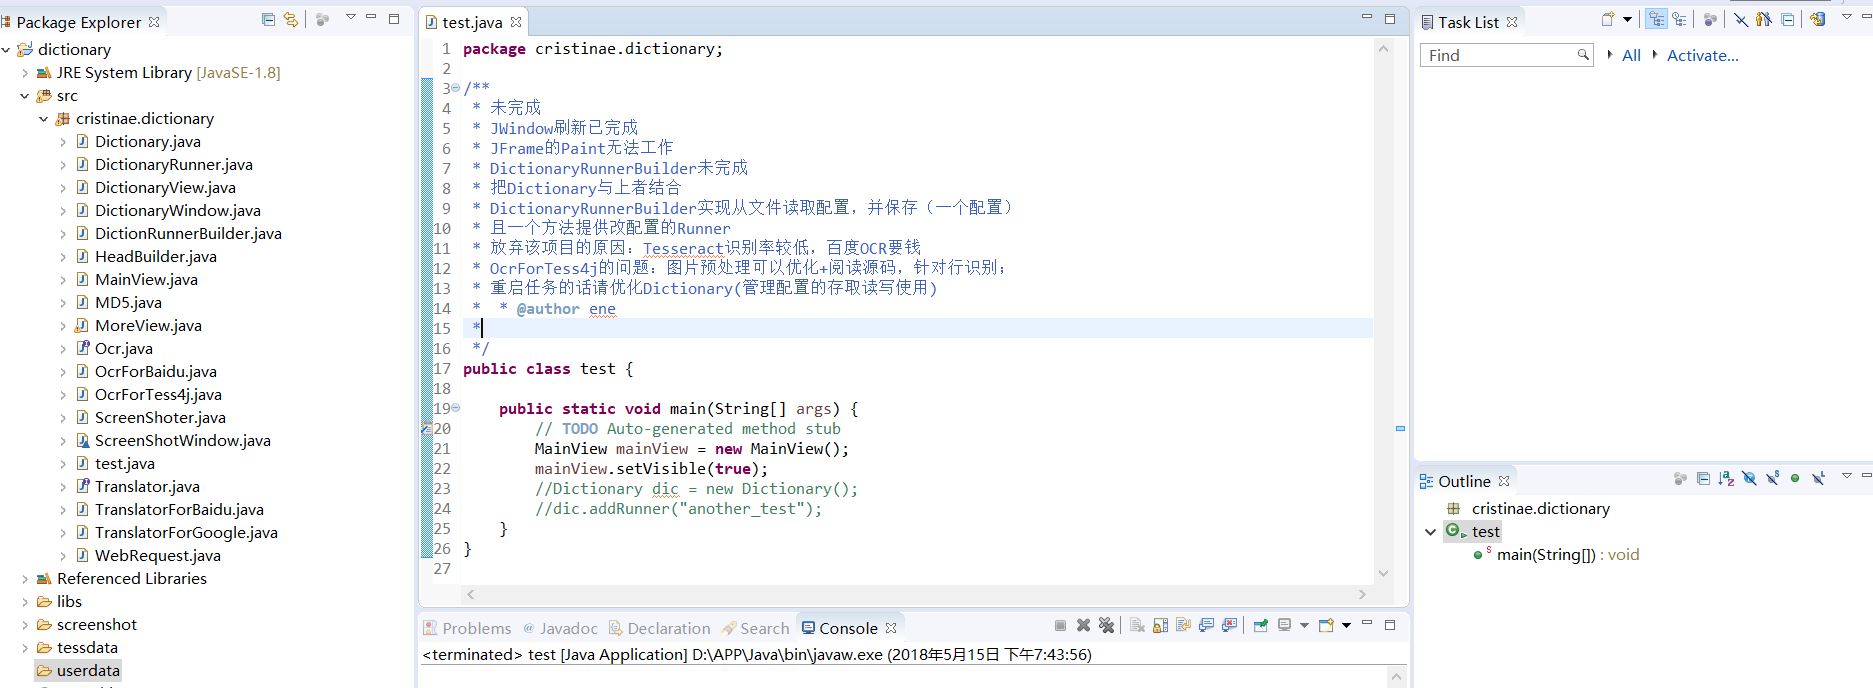 Package Explorer
dictionary
JRE System Library [JavaSE-1.8]
src
cristinae.dictionary
Dictionary.java
DictionaryRunner.java
DictionaryView.java
DictionaryWindow.java
DictionRunnerBuilder.java
HeadBuilder.java
MainView.java
MD5.java
MoreView.java
Ocr.java
OcrForBaidu.java
OcrForTess4j.java
ScreenShoter.java
ScreenShotWindow.java
test.java
Translator.java
TranslatorForBaidu.java
TranslatorForGoogle.java
WebRequest.java
Referenced Libraries
libs
screenshot
tessdata
userdata
test.java
1 package cristinae.dictionary;
2
3 /**
4 * 未完成
5 * JWindow刷新已完成
6 * JFrame的Paint无法工作
7 * DictionaryRunnerBuilder未完成
8 * 把Dictionary与上者结合
9 * DictionaryRunnerBuilder实现从文件读取配置，并保存（一个配置）
10 * 且一个方法提供改配置的Runner
11 * 放弃该项目的原因：Tesseract识别率较低，百度OCR要钱
12 * OcrForTess4j的问题：图片预处理可以优化+阅读源码，针对行识别；
13 * 重启任务的话请优化Dictionary(管理配置的存取读写使用)
14 *  * @author ene
15 *
16 */
17 public class test {
18
19 public static void main(String[] args) {
20 // TODO Auto-generated method stub
21 MainView mainView = new MainView();
22 mainView.setVisible(true);
23 //Dictionary dic = new Dictionary();
24 //dic.addRunner("another_test");
25 }
26 }
27
Problems @ Javadoc Declaration Search Console
<terminated> test [Java Application] D:\APP\Java\bin\javaw.exe (2018年5月15日 下午7:43:56)
Task List
Find All Activate...
Outline
cristinae.dictionary
test
main(String[]) : void